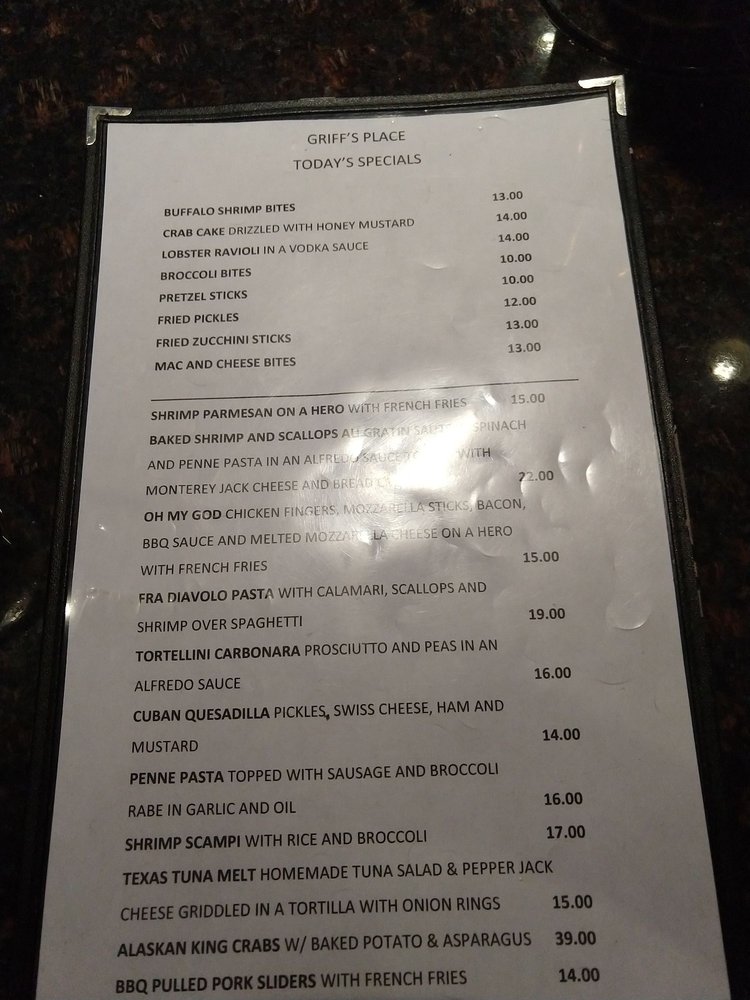 GRIFF'S PLACE
TODAY'S SPECIALS
BUFFALO SHRIMP BITES 13.00
CRAB CAKE DRIZZLED WITH HONEY MUSTARD 14.00
LOBSTER RAVIOLI IN A VODKA SAUCE 14.00
BROCCOLI BITES 10.00
PRETZEL STICKS 10.00
FRIED PICKLES 12.00
FRIED ZUCCHINI STICKS 13.00
MAC AND CHEESE BITES 13.00
SHRIMP PARMESAN ON A HERO WITH FRENCH FRIES 15.00
BAKED SHRIMP AND SCALLOPS AU GRATIN SPINACH
AND PENNE PASTA IN AN ALFREDO SAUCE WITH
MONTEREY JACK CHEESE AND BREAD 22.00
OH MY GOD CHICKEN FINGERS, MOZZARELLA STICKS, BACON,
BBQ SAUCE AND MELTED MOZZARELLA CHEESE ON A HERO
WITH FRENCH FRIES 15.00
FRA DIAVOLO PASTA WITH CALAMARI, SCALLOPS AND
SHRIMP OVER SPAGHETTI 19.00
TORTELLINI CARBONARA PROSCIUTTO AND PEAS IN AN
ALFREDO SAUCE 16.00
CUBAN QUESADILLA PICKLES, SWISS CHEESE, HAM AND
MUSTARD 14.00
PENNE PASTA TOPPED WITH SAUSAGE AND BROCCOLI
RABE IN GARLIC AND OIL 16.00
SHRIMP SCAMPI WITH RICE AND BROCCOLI 17.00
TEXAS TUNA MELT HOMEMADE TUNA SALAD & PEPPER JACK
CHEESE GRIDDLED IN A TORTILLA WITH ONION RINGS 15.00
ALASKAN KING CRABS W/ BAKED POTATO & ASPARAGUS 39.00
BBQ PULLED PORK SLIDERS WITH FRENCH FRIES 14.00